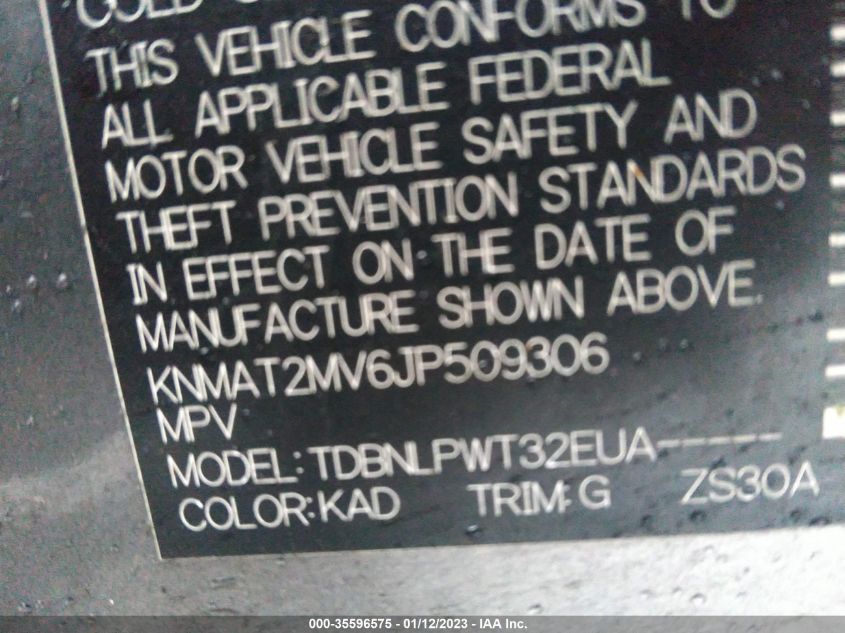 THIS VEHICLE CONFORMS TO
ALL APPLICABLE FEDERAL
MOTOR VEHICLE SAFETY AND
THEFT PREVENTION STANDARDS
IN EFFECT ON THE DATE OF
MANUFACTURE SHOWN ABOVE.
KNMAT2MV6JP509306
MPV
MODEL:TDBNLPWT32EUA-----
COLOR:KAD TRIM:G ZS30A
000-35596575 - 01/12/2023 - IAA Inc.